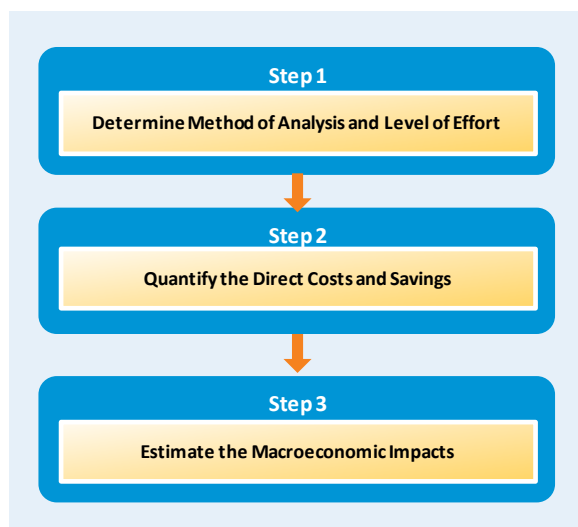 Step 1
Determine Method of Analysis and Level of Effort
Step 2
Quantify the Direct Costs and Savings
Step 3
Estimate the Macroeconomic Impacts